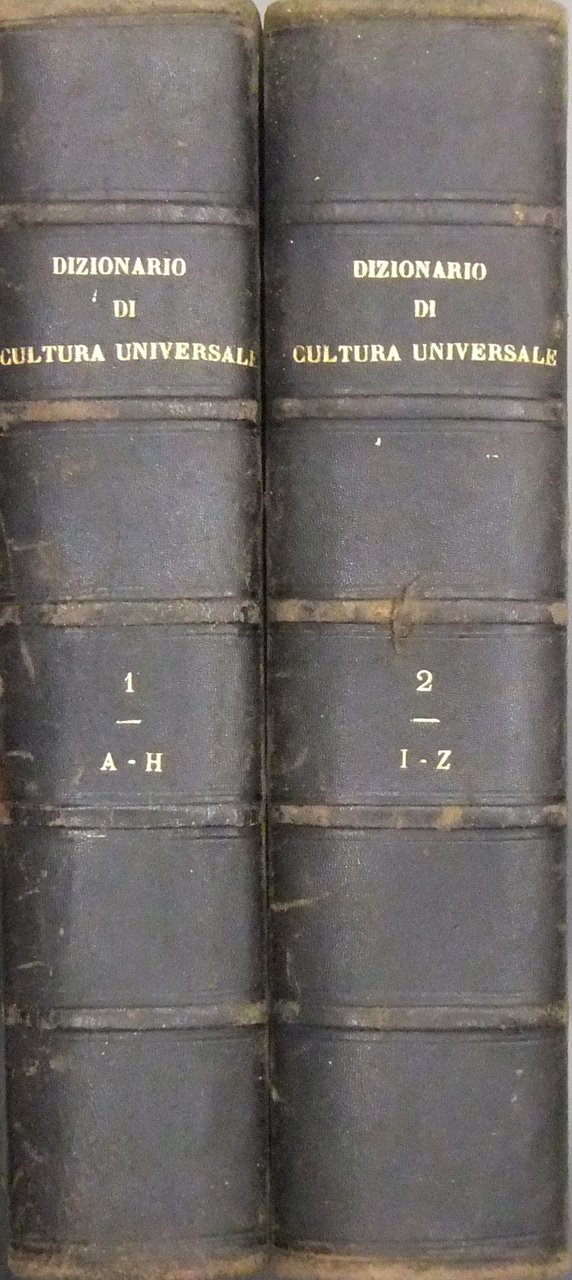 DIZIONARIO
DI
CULTURA UNIVERSALE
1
A - H
DIZIONARIO
DI
CULTURA UNIVERSALE
2
I - Z